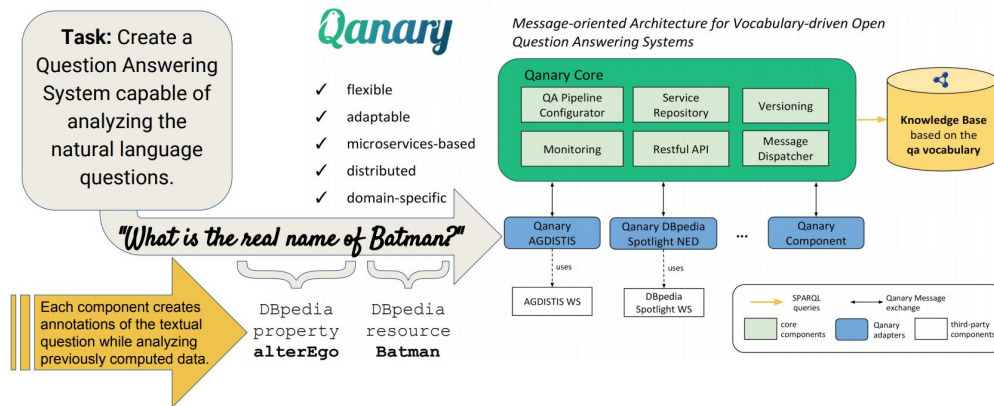 Task: Create a
Question Answering
System capable of
analyzing the
natural language
questions.
Qanary
✓ flexible
✓ adaptable
✓ microservices-based
✓ distributed
✓ domain-specific
"What is the real name of Batman?"
DBpedia
property
alterEgo
DBpedia
resource
Batman
Each component creates
annotations of the textual
question while analyzing
previously computed data.
Message-oriented Architecture for Vocabulary-driven Open
Question Answering Systems
Qanary Core
QA Pipeline
Configurator
Service
Repository
Versioning
Monitoring
Restful API
Message
Dispatcher
Knowledge Base
based on the
qa vocabulary
Qanary
AGDISTIS
Qanary DBpedia
Spotlight NED
...
Qanary
Component
uses
uses
AGDISTIS WS
DBpedia
Spotlight WS
SPARQL
queries
Qanary Message
exchange
core
components
Qanary
adapters
third-party
components